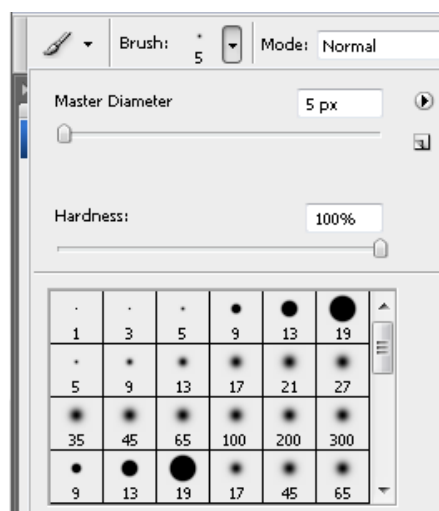 Brush: 5 Mode: Normal
Master Diameter 5 px
Hardness: 100%
1 3 5 9 13 19
5 9 13 17 21 27
35 45 65 100 200 300
9 13 19 17 45 65